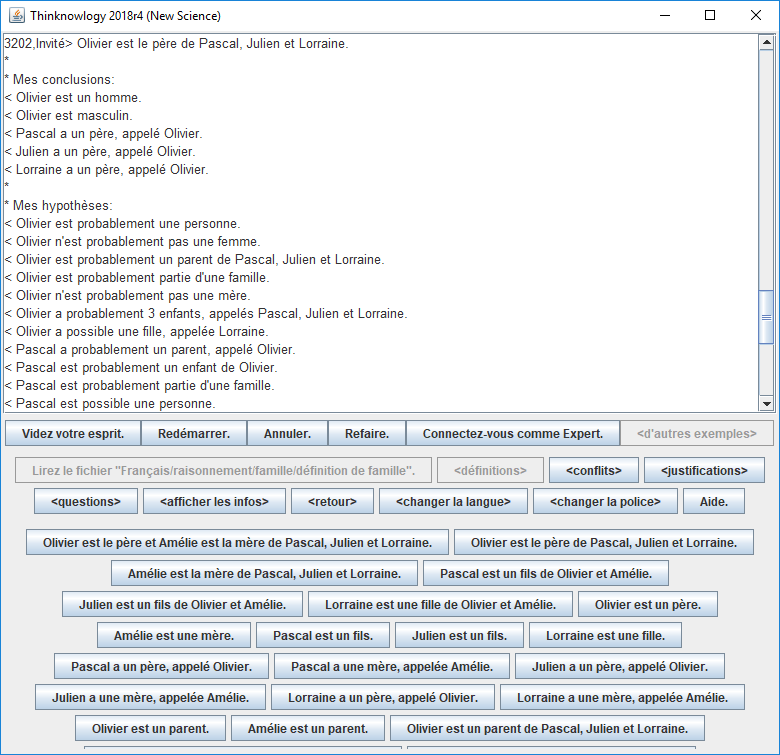 Thinknowlogy 2018r4 (New Science)
3202,Invité> Olivier est le père de Pascal, Julien et Lorraine.
*
* Mes conclusions:
< Olivier est un homme.
< Olivier est masculin.
< Pascal a un père, appelé Olivier.
< Julien a un père, appelé Olivier.
< Lorraine a un père, appelé Olivier.
*
* Mes hypothèses:
< Olivier est probablement une personne.
< Olivier n'est probablement pas une femme.
< Olivier est probablement un parent de Pascal, Julien et Lorraine.
< Olivier est probablement partie d'une famille.
< Olivier n'est probablement pas une mère.
< Olivier a probablement 3 enfants, appelés Pascal, Julien et Lorraine.
< Olivier a possible une fille, appelée Lorraine.
< Pascal a probablement un parent, appelé Olivier.
< Pascal est probablement un enfant de Olivier.
< Pascal est probablement partie d'une famille.
< Pascal est possible une personne.
Videz votre esprit. Redémarrer. Annuler. Refaire. Connectez-vous comme Expert. <d'autres exemples>
Lirez le fichier "Français/raisonnement/famille/définition de famille". <définitions> <conflits> <justifications>
<questions> <afficher les infos> <retour> <changer la langue> <changer la police> Aide.
Olivier est le père et Amélie est la mère de Pascal, Julien et Lorraine. Olivier est le père de Pascal, Julien et Lorraine.
Amélie est la mère de Pascal, Julien et Lorraine. Pascal est un fils de Olivier et Amélie.
Julien est un fils de Olivier et Amélie. Lorraine est une fille de Olivier et Amélie. Olivier est un père.
Amélie est une mère. Pascal est un fils. Julien est un fils. Lorraine est une fille.
Pascal a un père, appelé Olivier. Pascal a une mère, appelée Amélie. Julien a un père, appelé Olivier.
Julien a une mère, appelée Amélie. Lorraine a un père, appelé Olivier. Lorraine a une mère, appelée Amélie.
Olivier est un parent. Amélie est un parent. Olivier est un parent de Pascal, Julien et Lorraine.